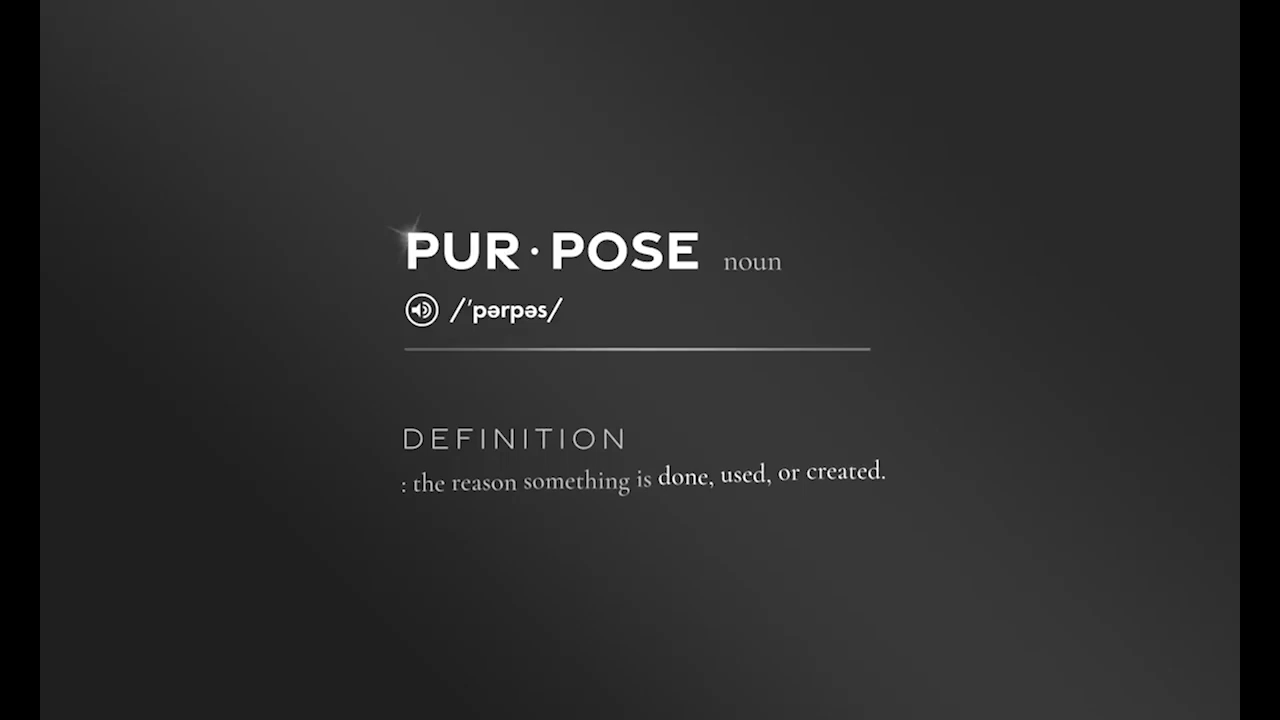 PUR·POSE noun
/ˈpərpəs/
DEFINITION
: the reason something is done, used, or created.